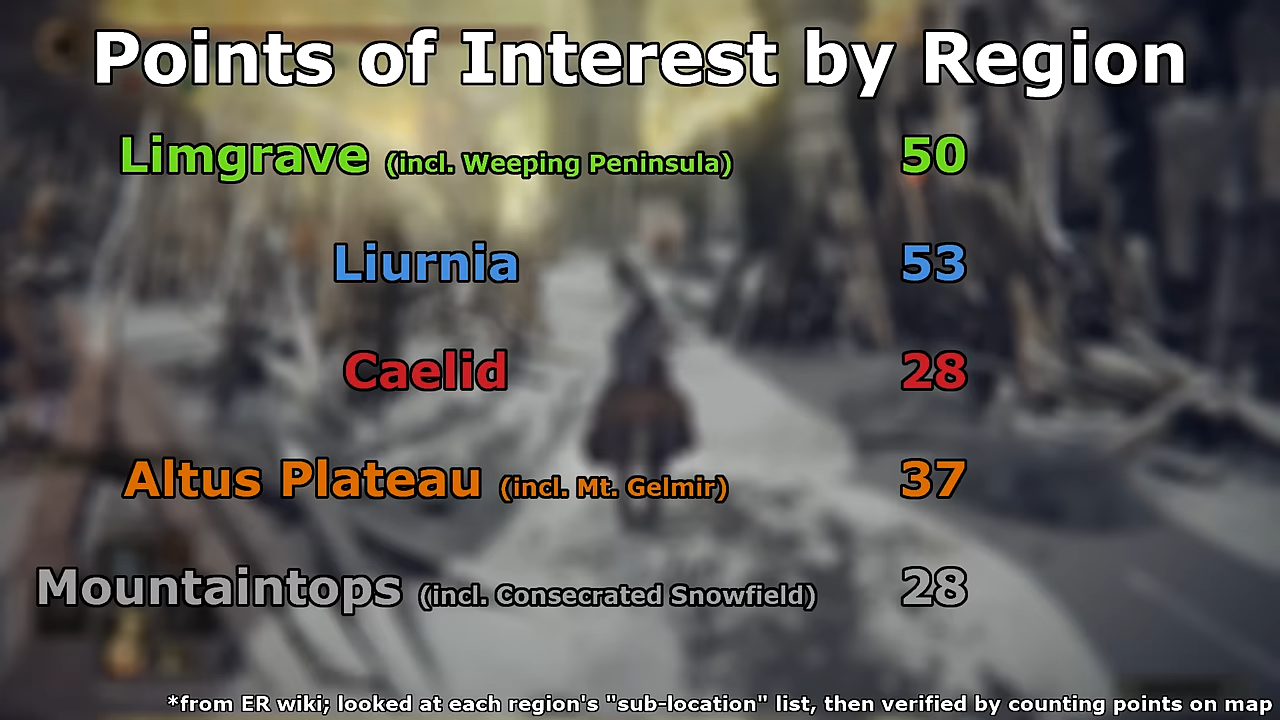 Points of Interest by Region
Limgrave (incl. Weeping Peninsula) 50
Liurnia 53
Caelid 28
Altus Plateau (incl. Mt. Gelmir) 37
Mountaintops (incl. Consecrated Snowfield) 28
*from ER wiki; looked at each region's "sub-location" list, then verified by counting points on map